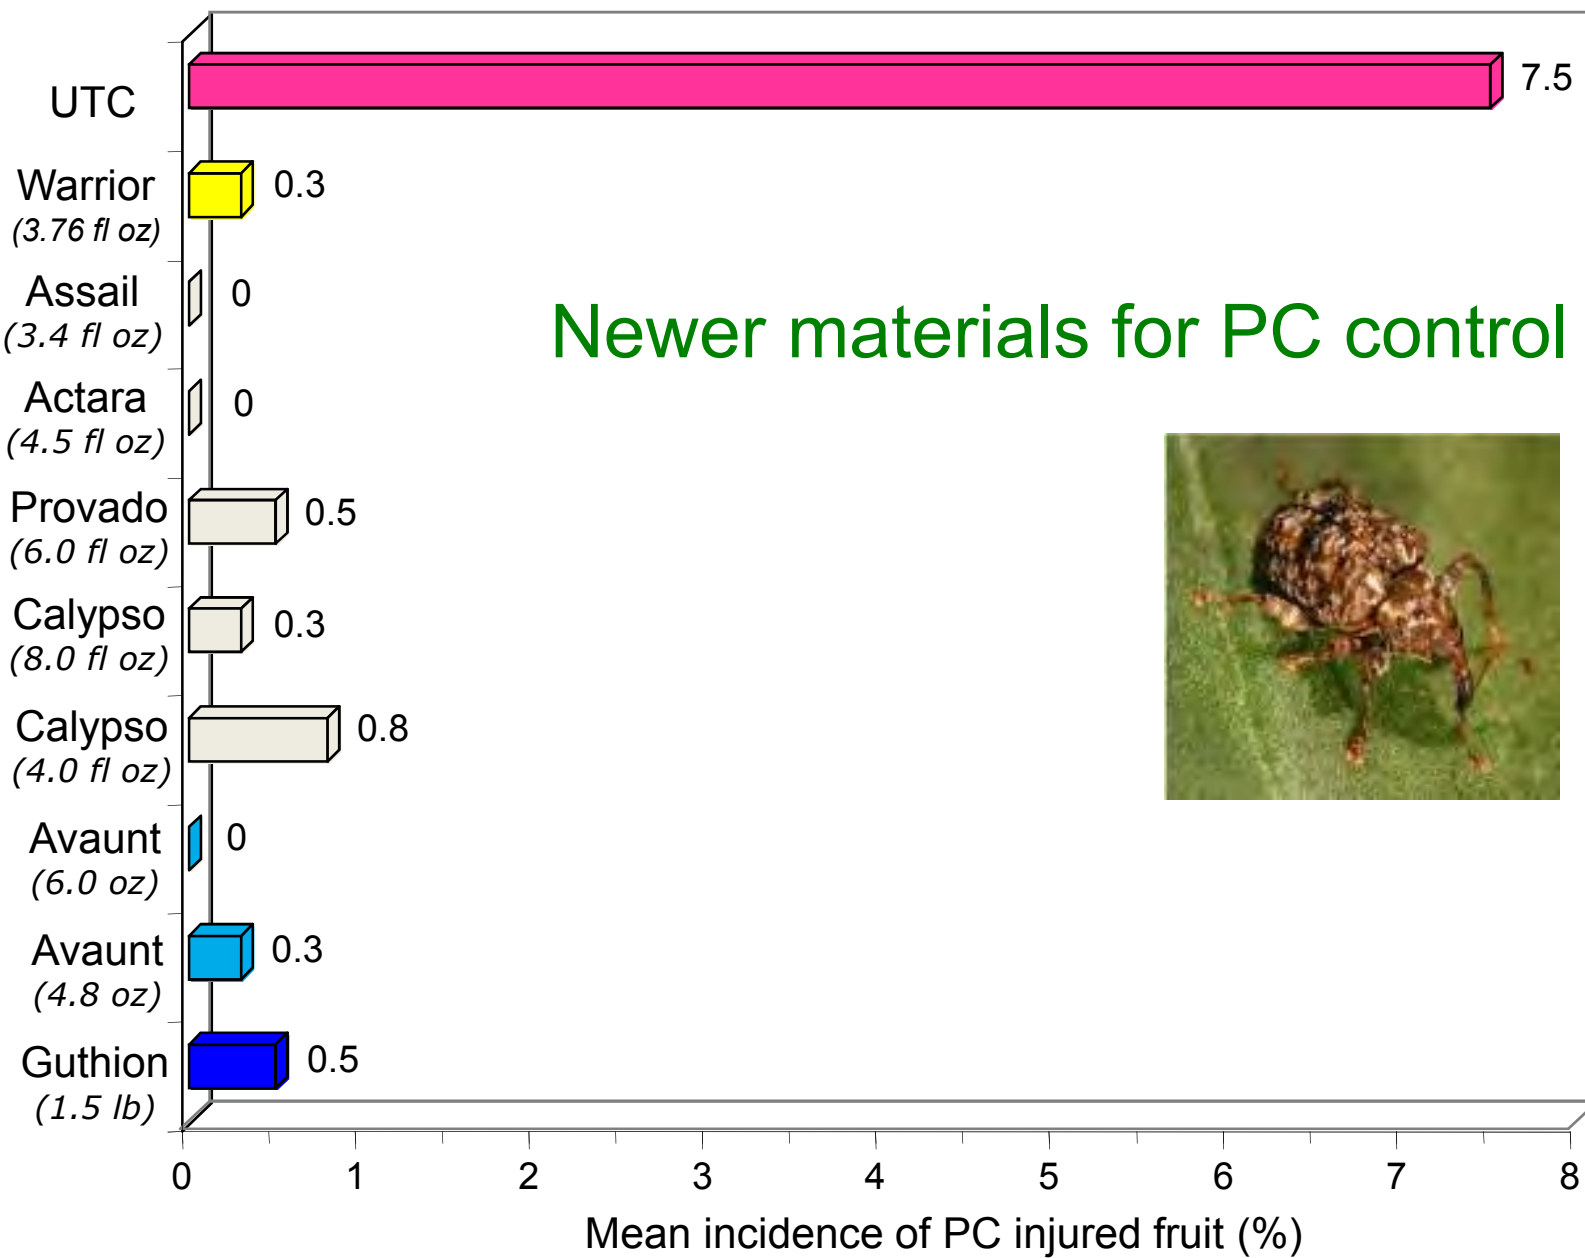 UTC
7.5
Warrior
(3.76 fl oz)
0.3
Assail
(3.4 fl oz)
0
Newer materials for PC control
Actara
(4.5 fl oz)
0
Provado
(6.0 fl oz)
0.5
Calypso
(8.0 fl oz)
0.3
Calypso
(4.0 fl oz)
0.8
Avaunt
(6.0 oz)
0
Avaunt
(4.8 oz)
0.3
Guthion
(1.5 lb)
0.5
0 1 2 3 4 5 6 7 8
Mean incidence of PC injured fruit (%)